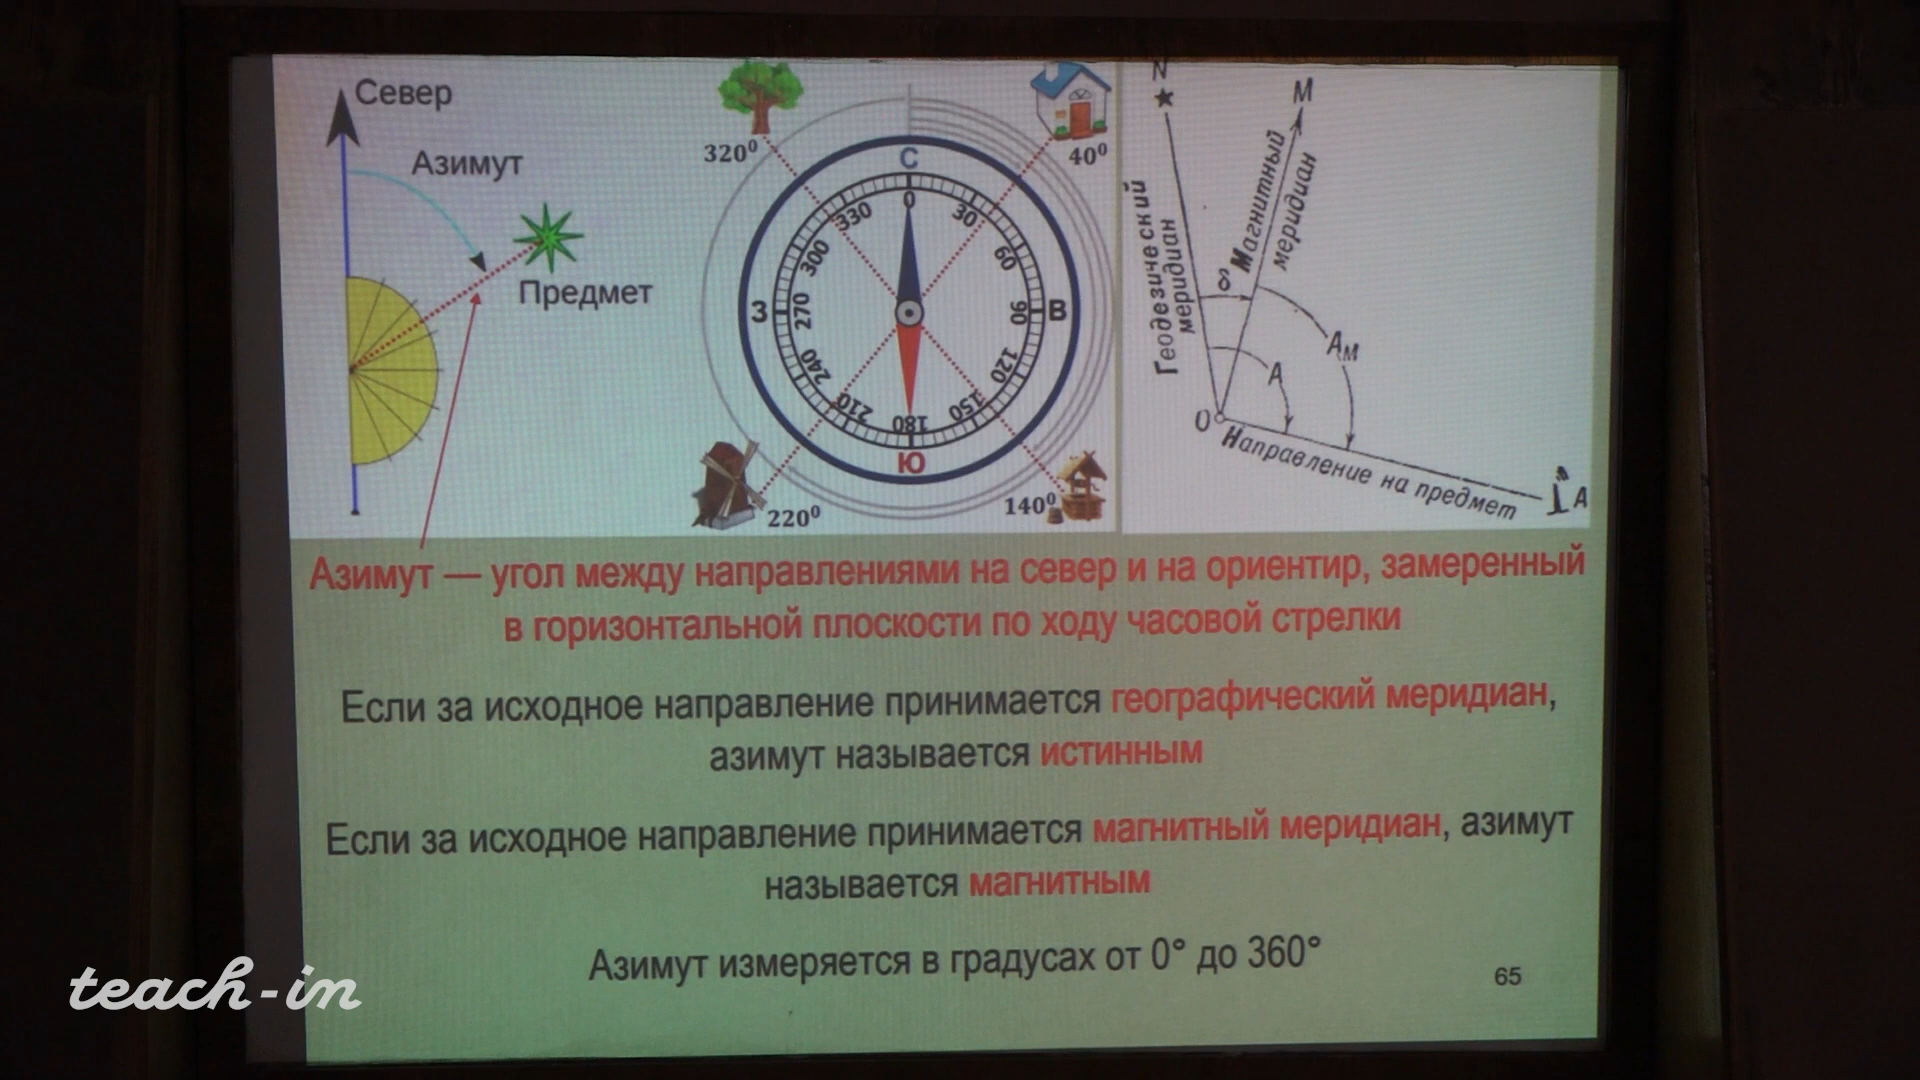 Север
Азимут
Предмет
320⁰
40⁰
220⁰
140⁰
С
В
Ю
З
0
30
60
90
120
150
180
210
240
270
300
330
N
М
Геодезический
меридиан
Магнитный
меридиан
δ
Aм
А
О
Направление на предмет
А
Азимут — угол между направлениями на север и на ориентир, замеренный
в горизонтальной плоскости по ходу часовой стрелки
Если за исходное направление принимается географический меридиан,
азимут называется истинным
Если за исходное направление принимается магнитный меридиан, азимут
называется магнитным
Азимут измеряется в градусах от 0° до 360°
65
teach-in